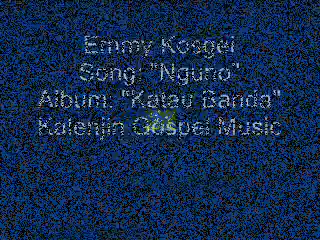 Emmy Kosgei
Song: "Nguno"
Album: "Katau Banda"
Kalenjin Gospel Music